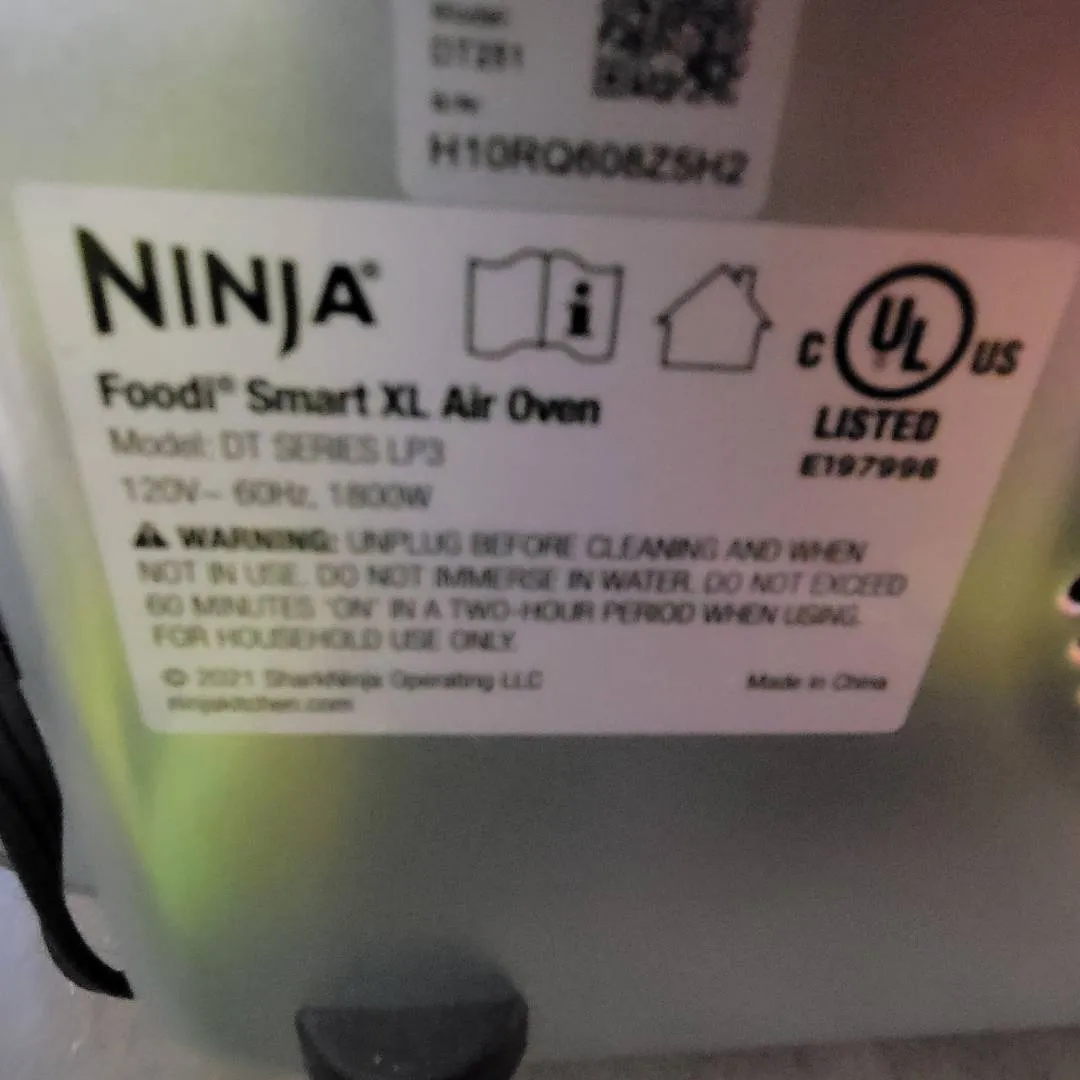 Model:
DT251
S.No:
H10RQ608Z5H2
NINJA®
i
C UL US
LISTED
E197998
Foodi® Smart XL Air Oven
Model: DT SERIES LP3
120V~ 60Hz, 1800W
WARNING: UNPLUG BEFORE CLEANING AND WHEN
NOT IN USE. DO NOT IMMERSE IN WATER. DO NOT EXCEED
60 MINUTES "ON" IN A TWO-HOUR PERIOD WHEN USING.
FOR HOUSEHOLD USE ONLY.
© 2021 SharkNinja Operating LLC
Made in China
ninjakitchen.com